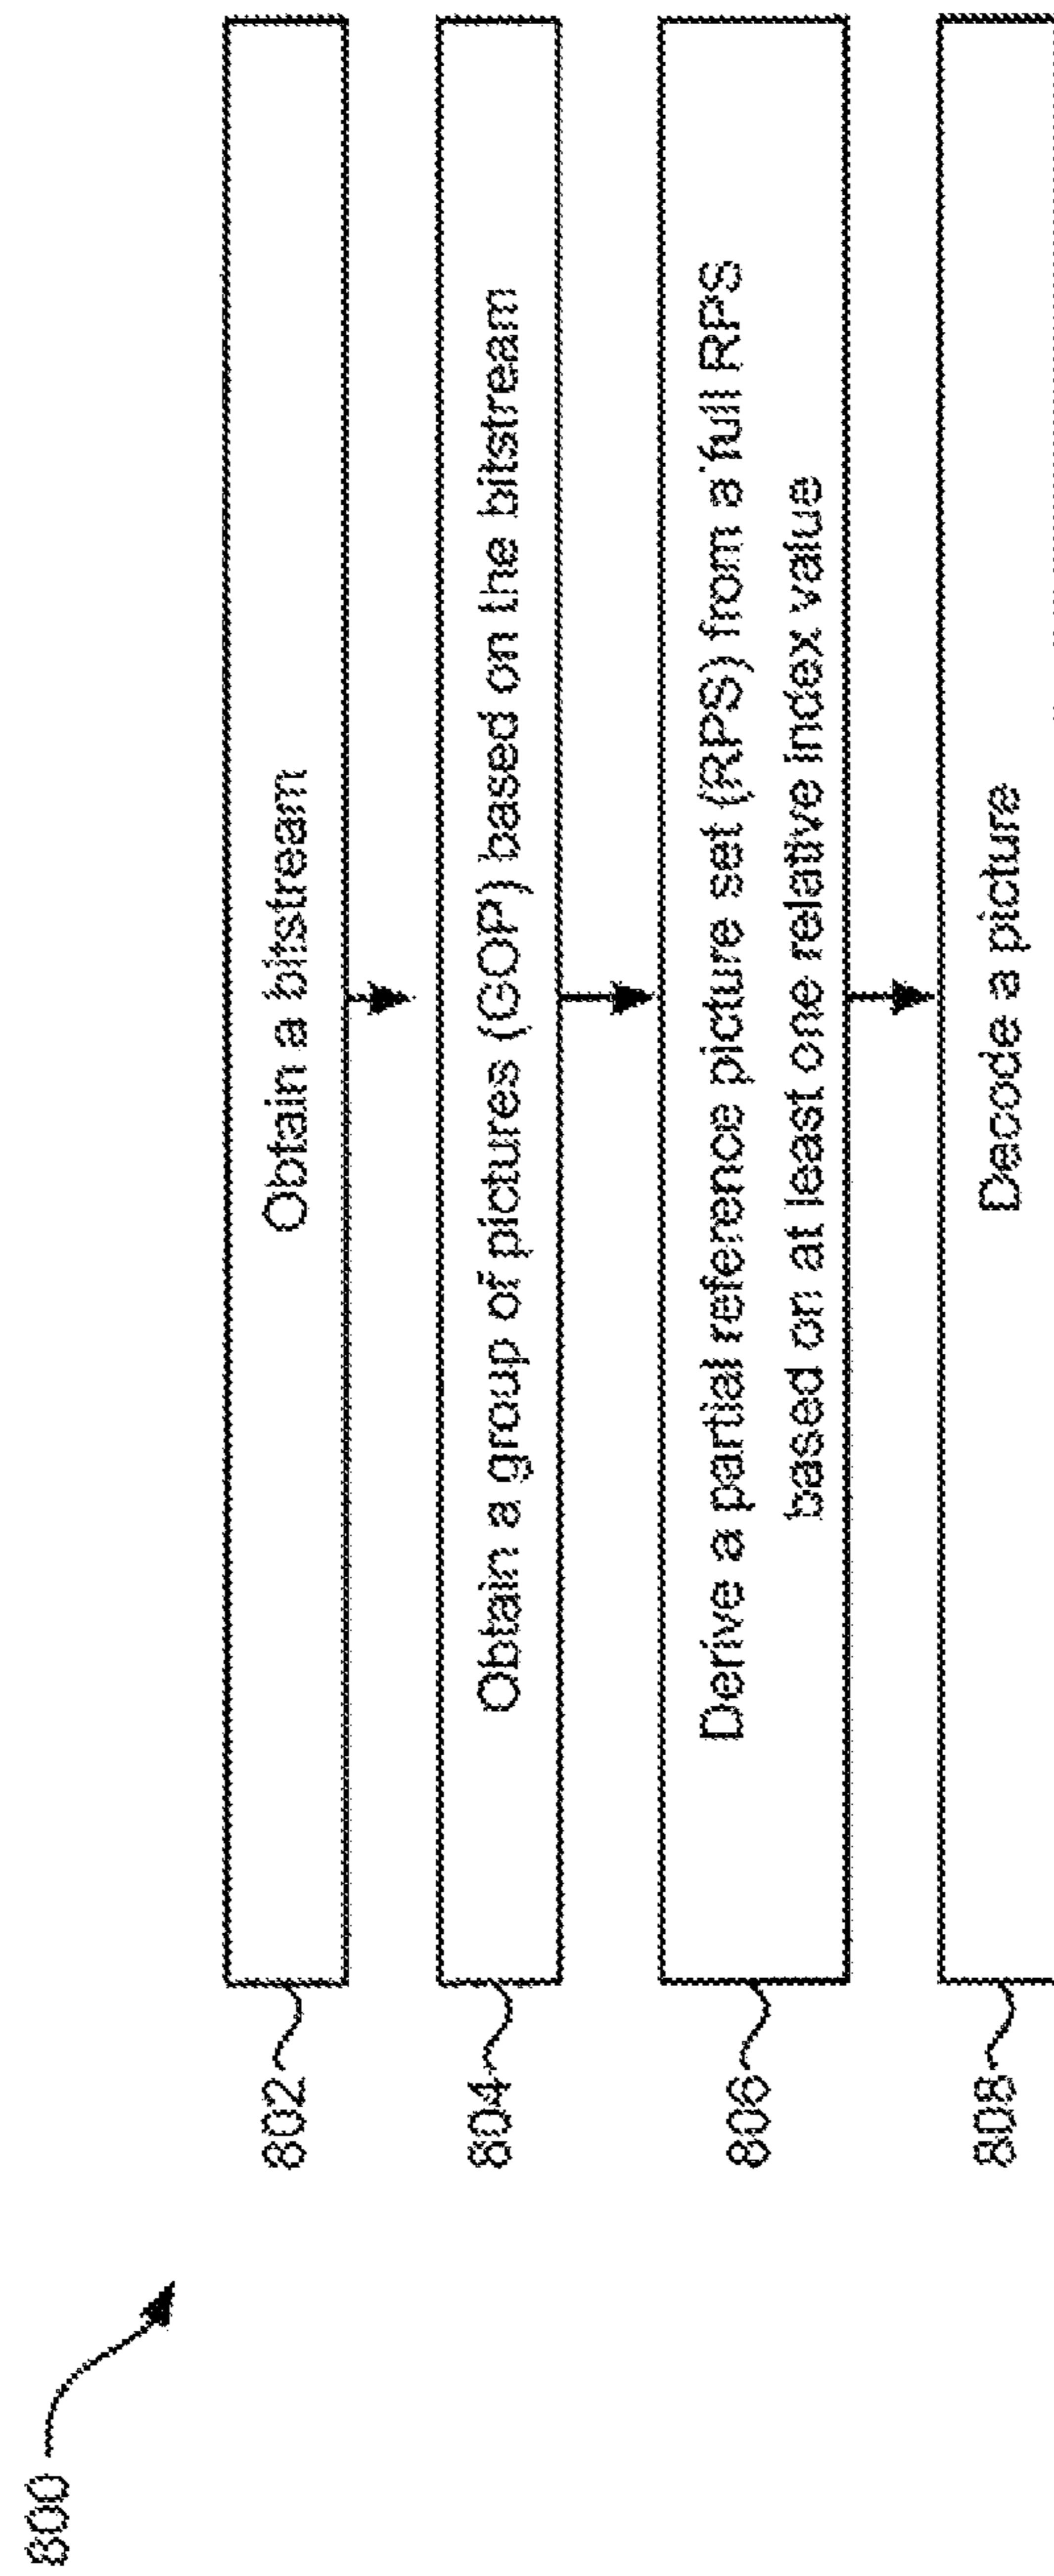 800
802
Obtain a bitstream
804
Obtain a group of pictures (GOP) based on the bitstream
806
Derive a partial reference picture set (RPS) from a full RPS
based on at least one relative index value
808
Decode a picture